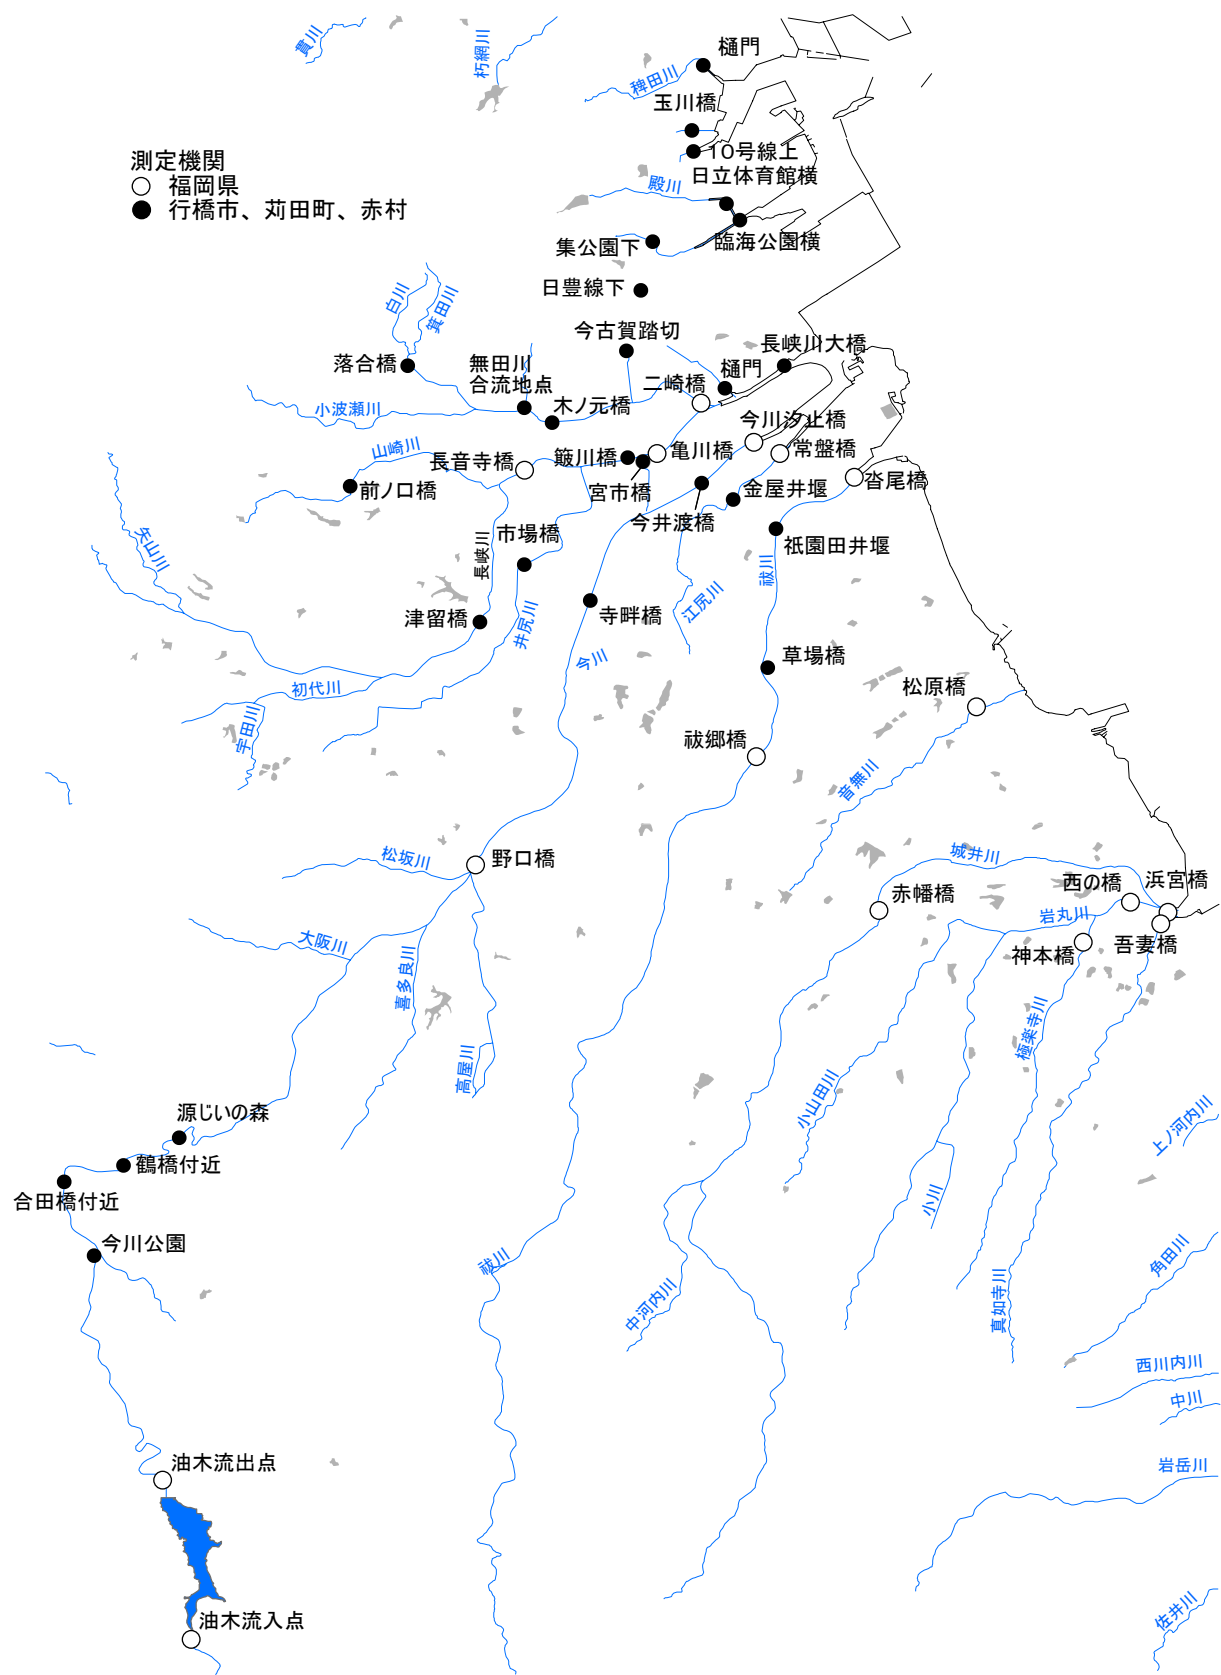 貫川
朽網川
樋門
稗田川
玉川橋
10号線上
日立体育館横
測定機関
福岡県
行橋市、苅田町、赤村
殿川
臨海公園横
集公園下
日豊線下
白川
箕田川
今古賀踏切
長峡川大橋
落合橋
無田川
合流地点
樋門
二崎橋
小波瀬川
木ノ元橋
今川汐止橋
山崎川
長音寺橋
簸川橋
亀川橋
常盤橋
前ノ口橋
宮市橋
金屋井堰
沓尾橋
今井渡橋
矢山川
長峡川
市場橋
祇園田井堰
祓川
津留橋
井尻川
寺畔橋
江尻川
今川
草場橋
初代川
松原橋
宇田川
祓郷橋
音無川
松坂川
野口橋
城井川
西の橋
浜宮橋
赤幡橋
岩丸川
大阪川
喜多良川
神本橋
吾妻橋
極楽寺川
高屋川
小山田川
源じいの森
上ノ河内川
鶴橋付近
合田橋付近
小川
今川公園
祓川
角田川
中河内川
真如寺川
西川内川
中川
油木流出点
岩岳川
油木流入点
佐井川